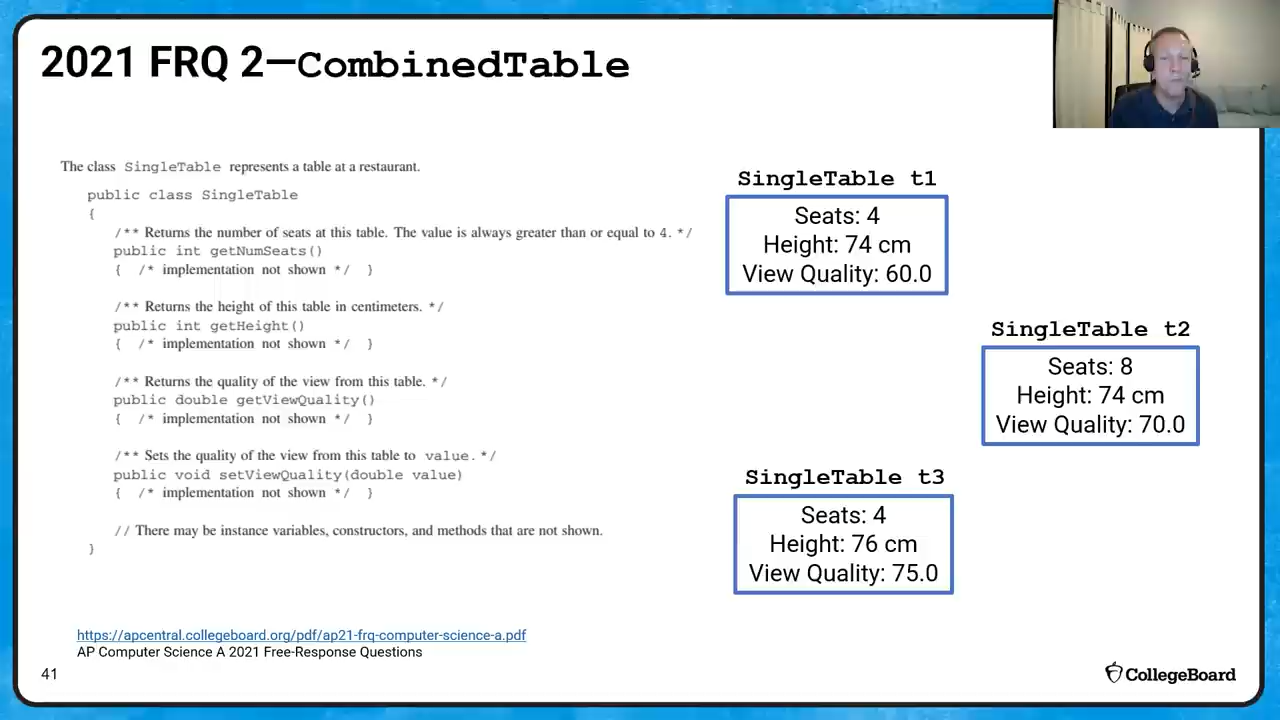 2021 FRQ 2—CombinedTable
The class SingleTable represents a table at a restaurant.
public class SingleTable
{
/** Returns the number of seats at this table. The value is always greater than or equal to 4. */
public int getNumSeats()
{ /* implementation not shown */ }
/** Returns the height of this table in centimeters. */
public int getHeight()
{ /* implementation not shown */ }
/** Returns the quality of the view from this table. */
public double getViewQuality()
{ /* implementation not shown */ }
/** Sets the quality of the view from this table to value. */
public void setViewQuality(double value)
{ /* implementation not shown */ }
// There may be instance variables, constructors, and methods that are not shown.
}
SingleTable t1
Seats: 4
Height: 74 cm
View Quality: 60.0
SingleTable t2
Seats: 8
Height: 74 cm
View Quality: 70.0
SingleTable t3
Seats: 4
Height: 76 cm
View Quality: 75.0
https://apcentral.collegeboard.org/pdf/ap21-frq-computer-science-a.pdf
AP Computer Science A 2021 Free-Response Questions
41
CollegeBoard